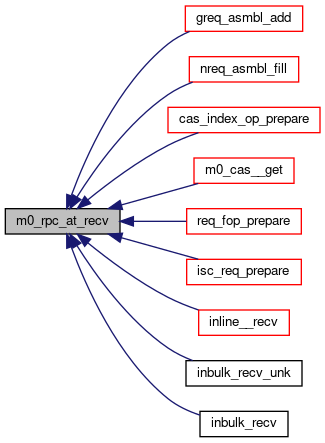 greq_asmbl_add
nreq_asmbl_fill
cas_index_op_prepare
m0_cas__get
m0_rpc_at_recv
req_fop_prepare
isc_req_prepare
inline__recv
inbulk_recv_unk
inbulk_recv